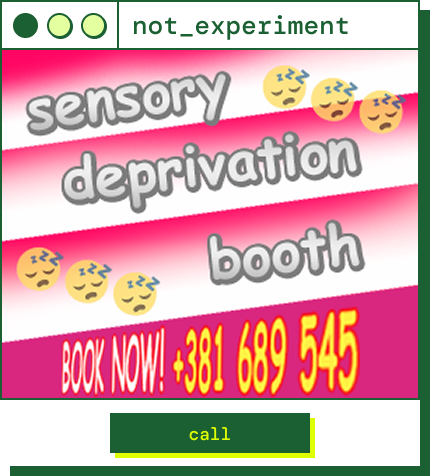 not_experiment
sensory
deprivation
booth
BOOK NOW! +381 689 545
call